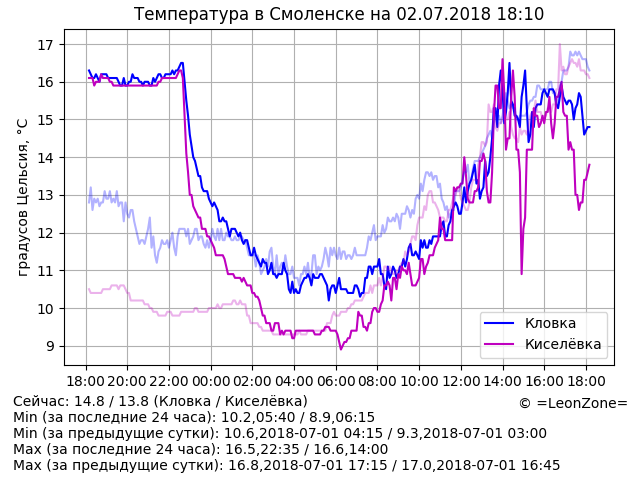 Температура в Смоленске на 02.07.2018 18:10
17
16
15
14
13
12
11
10
9
градусов Цельсия, °C
Кловка
Киселёвка
18:00 20:00 22:00 00:00 02:00 04:00 06:00 08:00 10:00 12:00 14:00 16:00 18:00
© =LeonZone=
Сейчас: 14.8 / 13.8 (Кловка / Киселёвка)
Min (за последние 24 часа): 10.2,05:40 / 8.9,06:15
Min (за предыдущие сутки): 10.6,2018-07-01 04:15 / 9.3,2018-07-01 03:00
Max (за последние 24 часа): 16.5,22:35 / 16.6,14:00
Max (за предыдущие сутки): 16.8,2018-07-01 17:15 / 17.0,2018-07-01 16:45